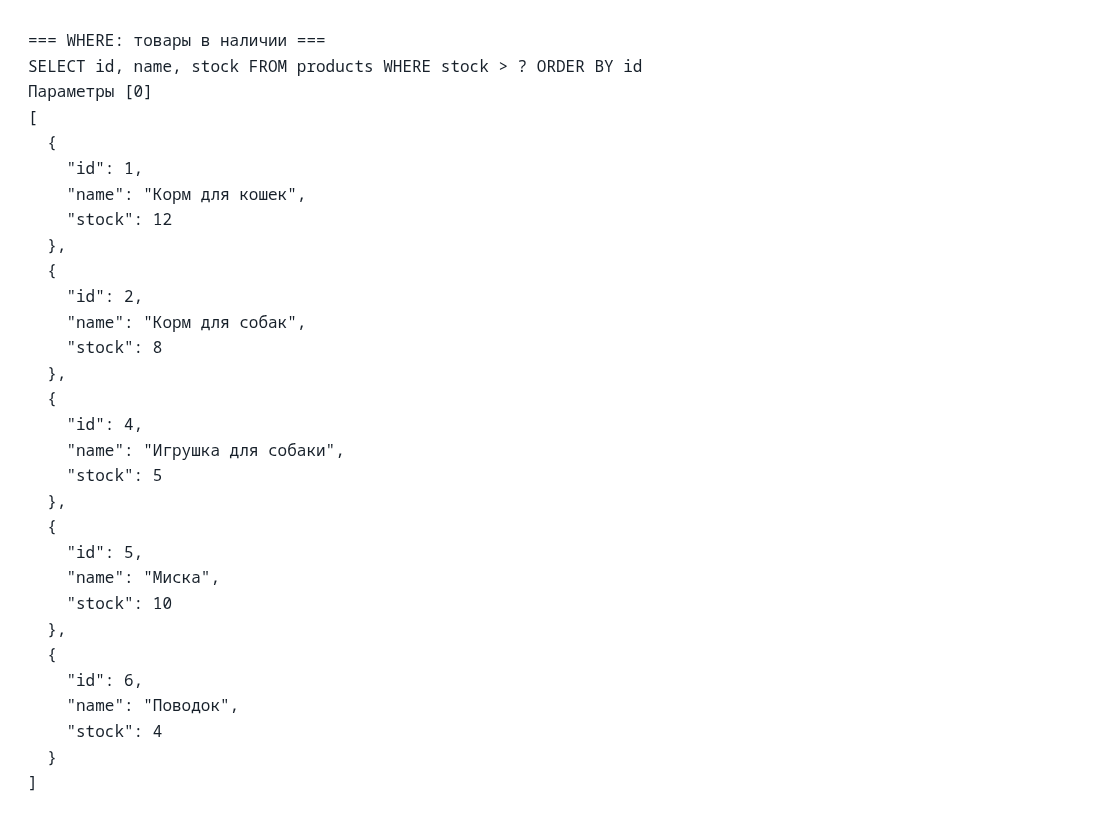 === WHERE: товары в наличии ===
SELECT id, name, stock FROM products WHERE stock > ? ORDER BY id
Параметры [0]
[
  {
    "id": 1,
    "name": "Корм для кошек",
    "stock": 12
  },
  {
    "id": 2,
    "name": "Корм для собак",
    "stock": 8
  },
  {
    "id": 4,
    "name": "Игрушка для собаки",
    "stock": 5
  },
  {
    "id": 5,
    "name": "Миска",
    "stock": 10
  },
  {
    "id": 6,
    "name": "Поводок",
    "stock": 4
  }
]